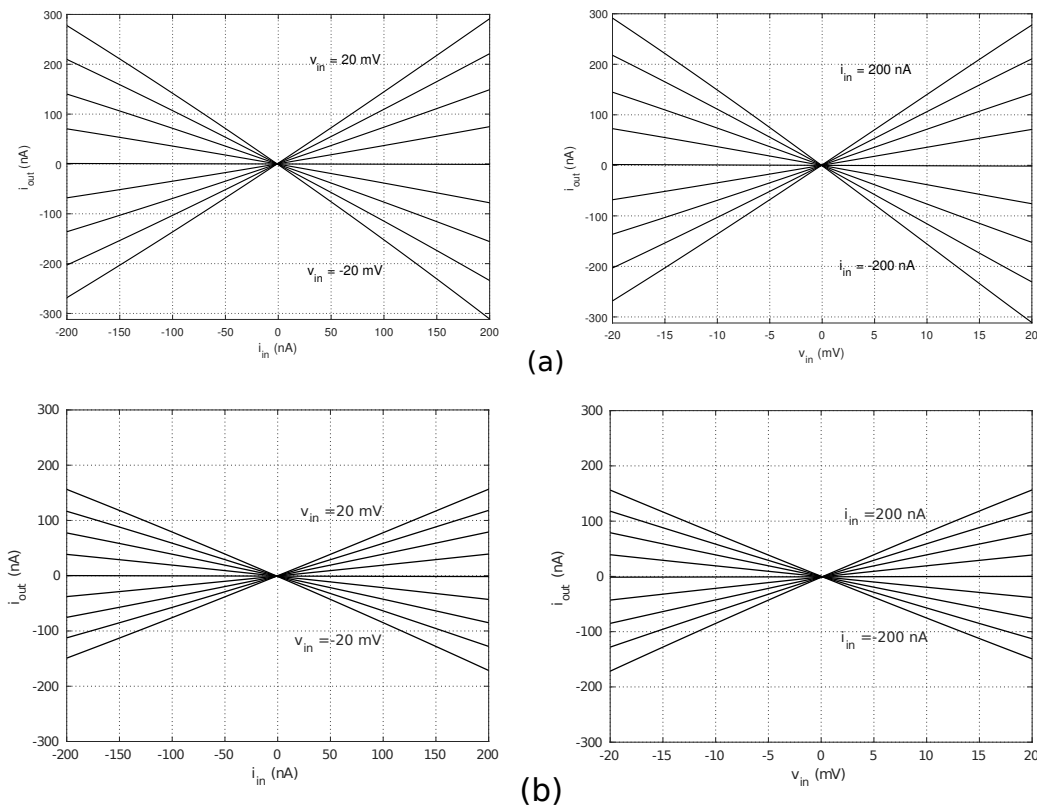 300
200
100
0
-100
-200
-300
i_out (nA)
v_in = 20 mV
v_in = -20 mV
-200 -150 -100 -50 0 50 100 150 200
i_in (nA)
300
200
100
0
-100
-200
-300
i_out (nA)
i_in = 200 nA
i_in = -200 nA
-20 -15 -10 -5 0 5 10 15 20
v_in (mV)
(a)
300
200
100
0
-100
-200
-300
i_out (nA)
v_in =20 mV
v_in =-20 mV
-200 -150 -100 -50 0 50 100 150 200
i_in (nA)
300
200
100
0
-100
-200
-300
i_out (nA)
i_in =200 nA
i_in =-200 nA
-20 -15 -10 -5 0 5 10 15 20
v_in (mV)
(b)